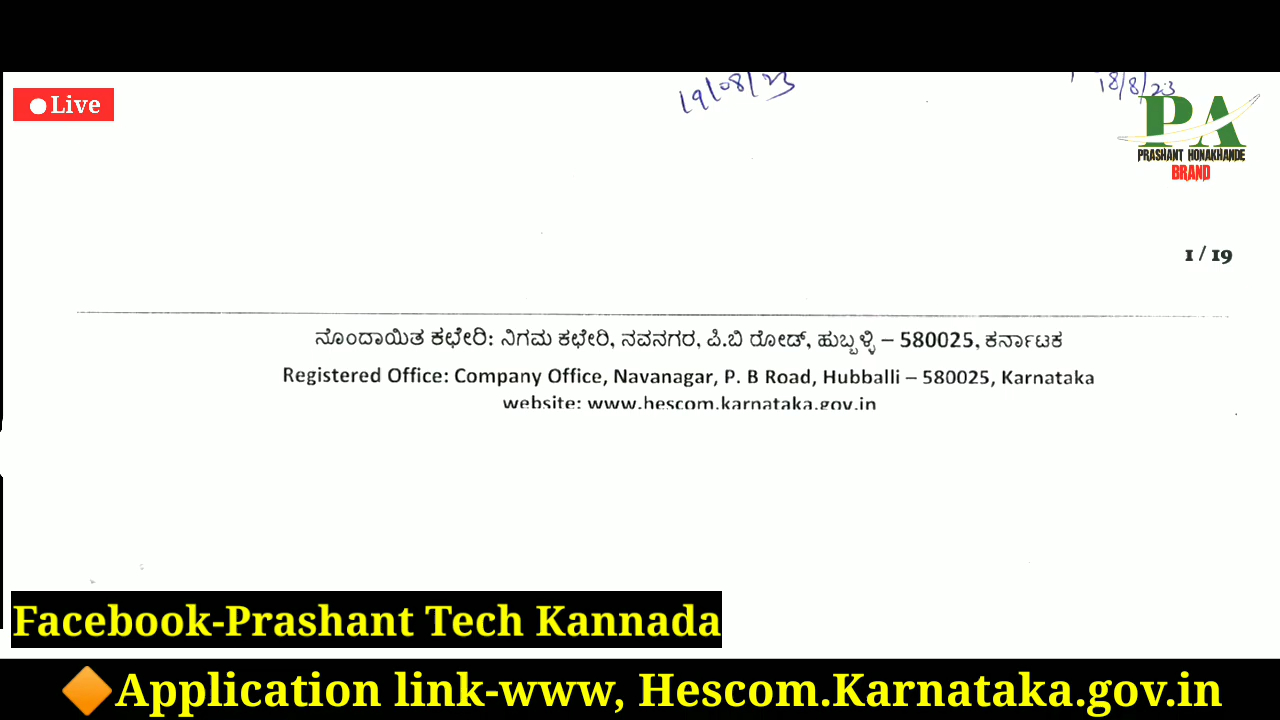 19/08/23
18/8/23
Live
PA
PRASHANT HONAKHANDE
BRAND
1 / 19
ನೊಂದಾಯಿತ ಕಛೇರಿ: ನಿಗಮ ಕಛೇರಿ, ನವನಗರ, ಪಿ.ಬಿ ರೋಡ್, ಹುಬ್ಬಳ್ಳಿ – 580025, ಕರ್ನಾಟಕ
Registered Office: Company Office, Navanagar, P. B Road, Hubballi – 580025, Karnataka
website: www.hescom.karnataka.gov.in
Facebook-Prashant Tech Kannada
🔶Application link-www, Hescom.Karnataka.gov.in